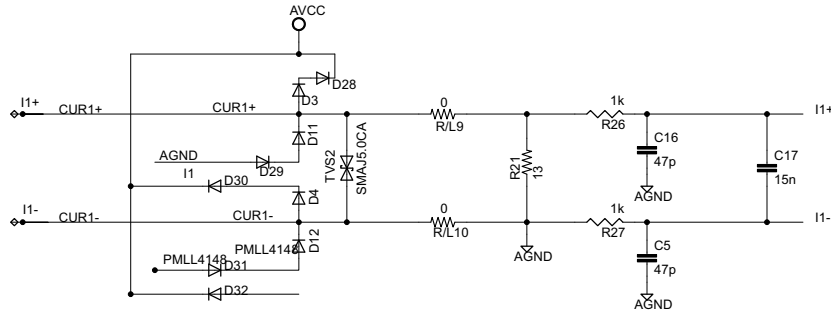 AVCC
D28
I1+
CUR1+
CUR1+
D3
0
R/L9
1k
R26
I1+
D11
AGND
D29
TVS2
SMAJ5.0CA
R21
13
C16
47p
C17
15n
I1
D30
D4
AGND
I1-
CUR1-
CUR1-
0
R/L10
1k
R27
I1-
D12
PMLL4148
PMLL4148
D31
AGND
C5
47p
D32
AGND